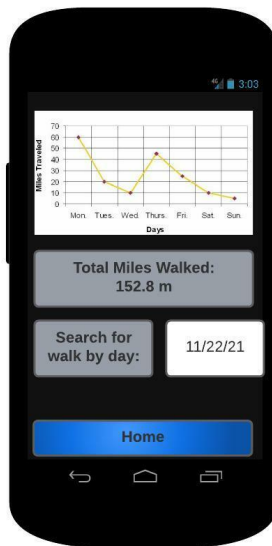 4G 3:03
70
60
50
40
30
20
10
0
Miles Traveled
Mon. Tues. Wed. Thurs. Fri. Sat. Sun.
Days
Total Miles Walked:
152.8 m
Search for
walk by day:
11/22/21
Home